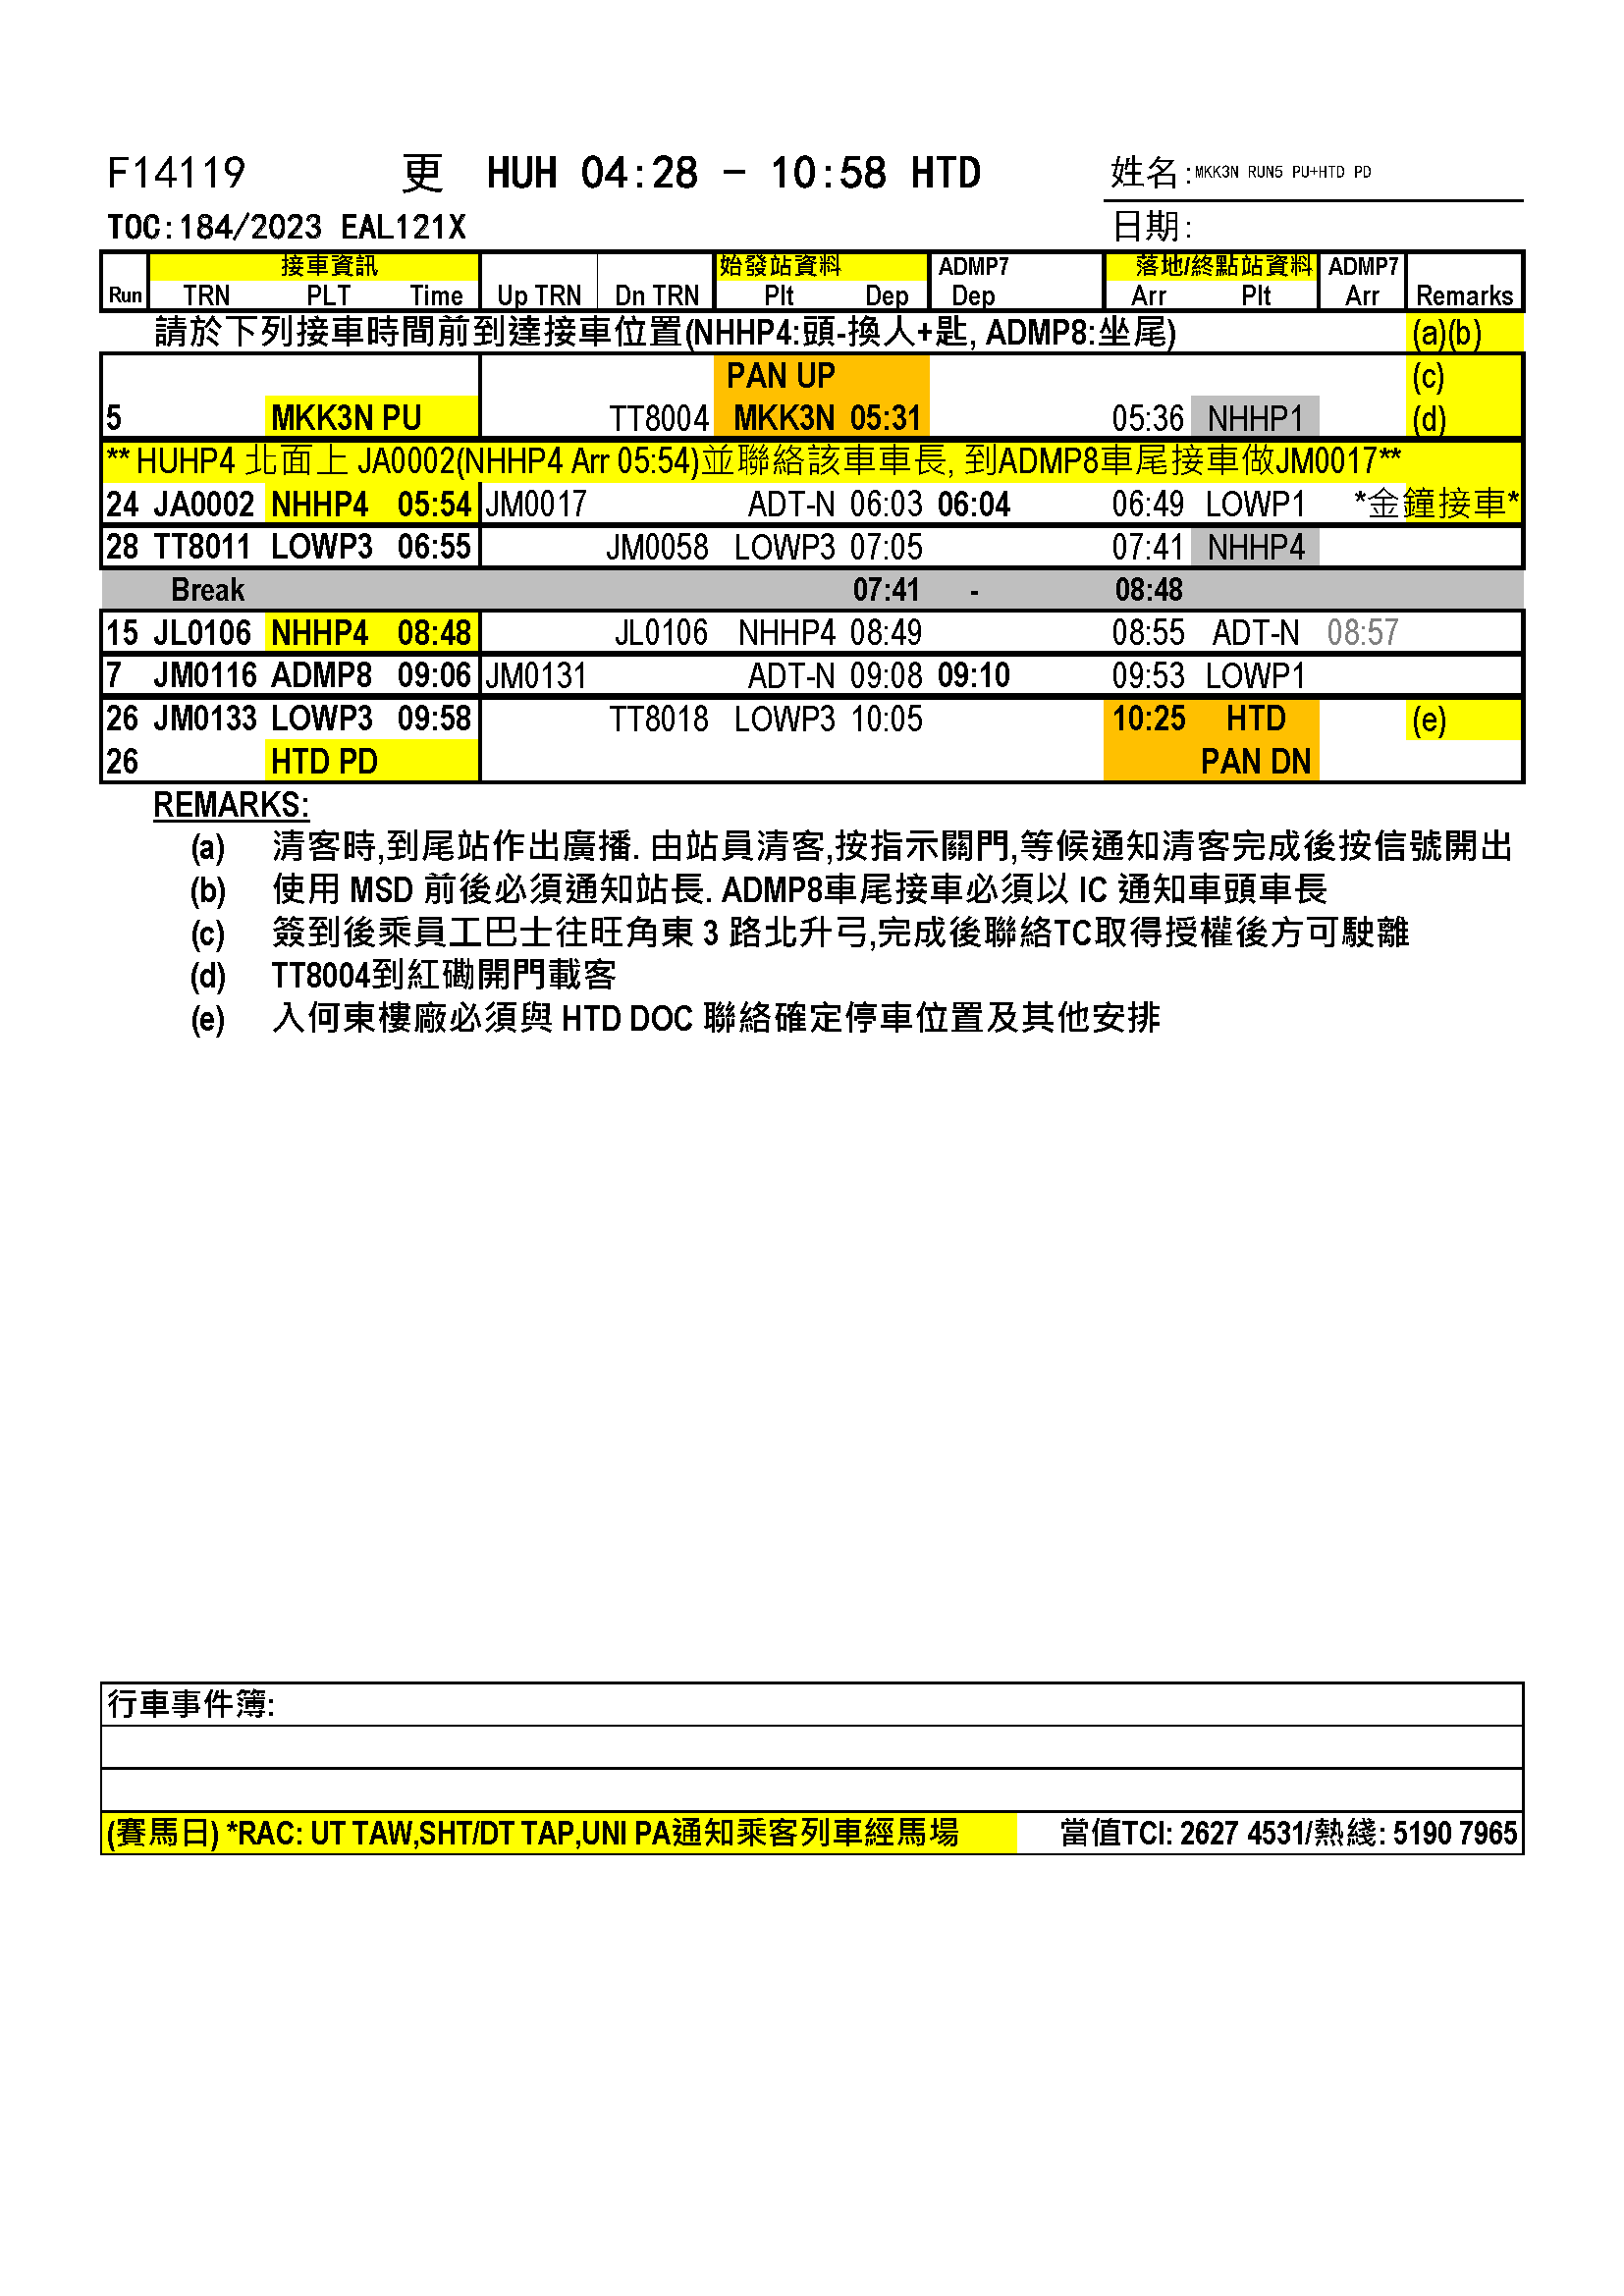 F14119 更 HUH 04:28 - 10:58 HTD 姓名:MKK3N RUN5 PU+HTD PD
TOC:184/2023 EAL121X 日期:
接車資訊 始發站資料 ADMP7 落地/終點站資料 ADMP7
Run TRN PLT Time Up TRN Dn TRN Plt Dep Dep Arr Plt Arr Remarks
請於下列接車時間前到達接車位置(NHHP4:頭-換人+匙, ADMP8:坐尾) (a)(b)
PAN UP (c)
5 MKK3N PU TT8004 MKK3N 05:31 05:36 NHHP1 (d)
** HUHP4 北面上 JA0002(NHHP4 Arr 05:54)並聯絡該車車長, 到ADMP8車尾接車做JM0017**
24 JA0002 NHHP4 05:54 JM0017 ADT-N 06:03 06:04 06:49 LOWP1 *金鐘接車*
28 TT8011 LOWP3 06:55 JM0058 LOWP3 07:05 07:41 NHHP4
Break 07:41 - 08:48
15 JL0106 NHHP4 08:48 JL0106 NHHP4 08:49 08:55 ADT-N 08:57
7 JM0116 ADMP8 09:06 JM0131 ADT-N 09:08 09:10 09:53 LOWP1
26 JM0133 LOWP3 09:58 TT8018 LOWP3 10:05 10:25 HTD (e)
26 HTD PD PAN DN
REMARKS:
(a) 清客時,到尾站作出廣播. 由站員清客,按指示關門,等候通知清客完成後按信號開出
(b) 使用 MSD 前後必須通知站長. ADMP8車尾接車必須以 IC 通知車頭車長
(c) 簽到後乘員工巴士往旺角東 3 路北升弓,完成後聯絡TC取得授權後方可駛離
(d) TT8004到紅磡開門載客
(e) 入何東樓廠必須與 HTD DOC 聯絡確定停車位置及其他安排
行車事件簿:
(賽馬日) *RAC: UT TAW,SHT/DT TAP,UNI PA通知乘客列車經馬場 當值TCI: 2627 4531/熱綫: 5190 7965